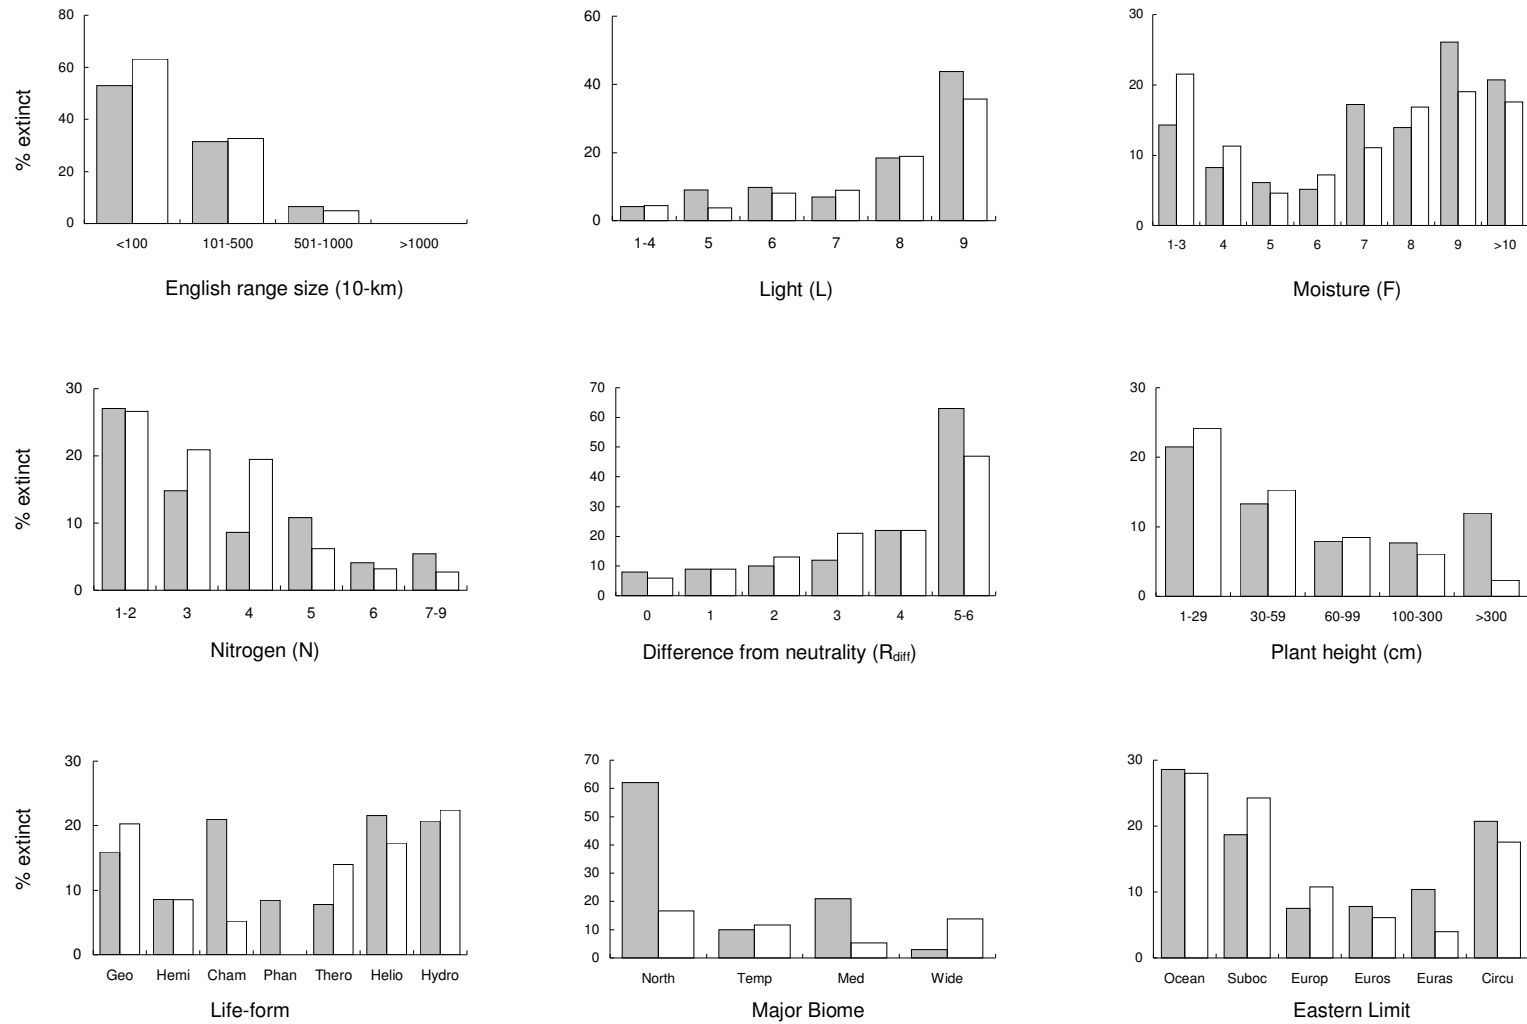 80
60
40
20
0
% extinct
<100 101-500 501-1000 >1000
English range size (10-km)
60
40
20
0
1-4 5 6 7 8 9
Light (L)
30
20
10
0
1-3 4 5 6 7 8 9 >10
Moisture (F)
30
20
10
0
% extinct
1-2 3 4 5 6 7-9
Nitrogen (N)
70
60
50
40
30
20
10
0
0 1 2 3 4 5-6
Difference from neutrality (Rdiff)
30
20
10
0
1-29 30-59 60-99 100-300 >300
Plant height (cm)
30
20
10
0
% extinct
Geo Hemi Cham Phan Thero Helio Hydro
Life-form
70
60
50
40
30
20
10
0
North Temp Med Wide
Major Biome
30
20
10
0
Ocean Suboc Europ Euros Euras Circu
Eastern Limit